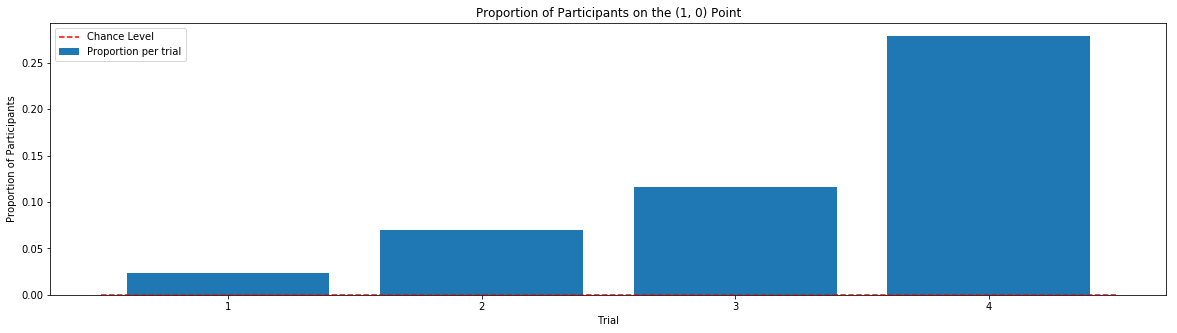 Proportion of Participants on the (1, 0) Point
Chance Level
Proportion per trial
Proportion of Participants
0.25
0.20
0.15
0.10
0.05
0.00
1 2 3 4
Trial